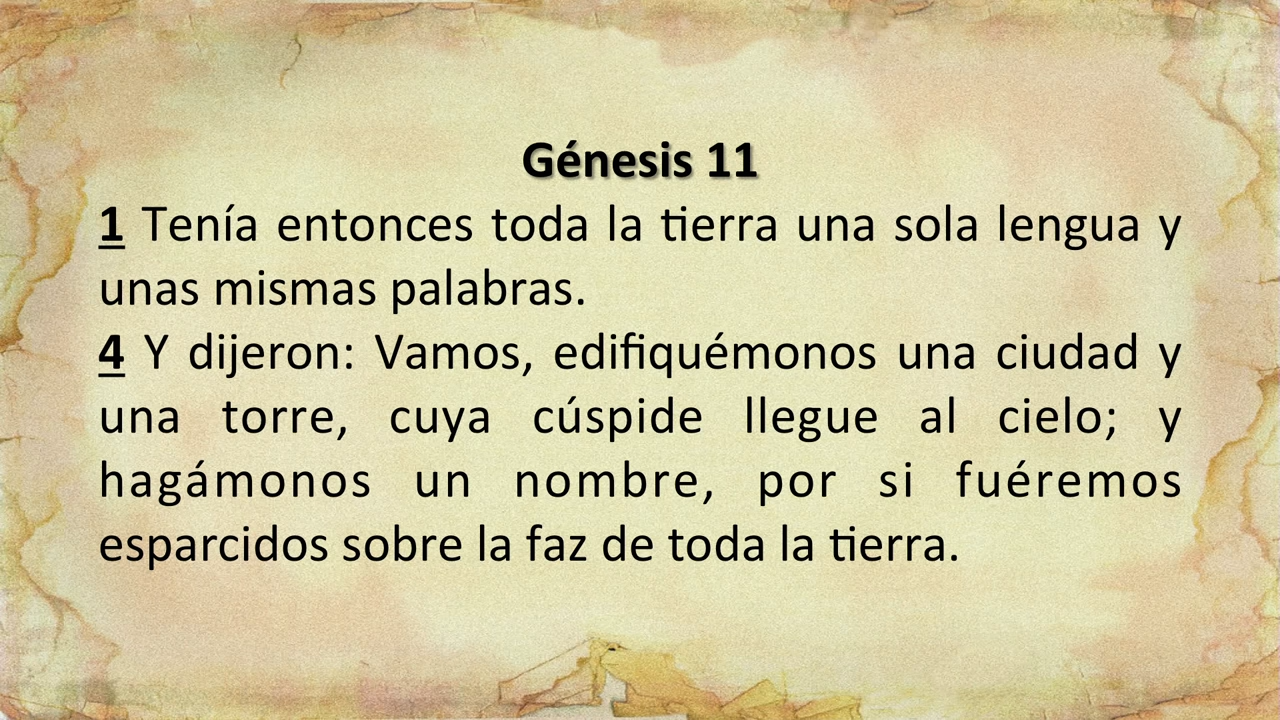 Génesis 11
1 Tenía entonces toda la tierra una sola lengua y
unas mismas palabras.
4 Y dijeron: Vamos, edifiquémonos una ciudad y
una torre, cuya cúspide llegue al cielo; y
hagámonos un nombre, por si fuéremos
esparcidos sobre la faz de toda la tierra.